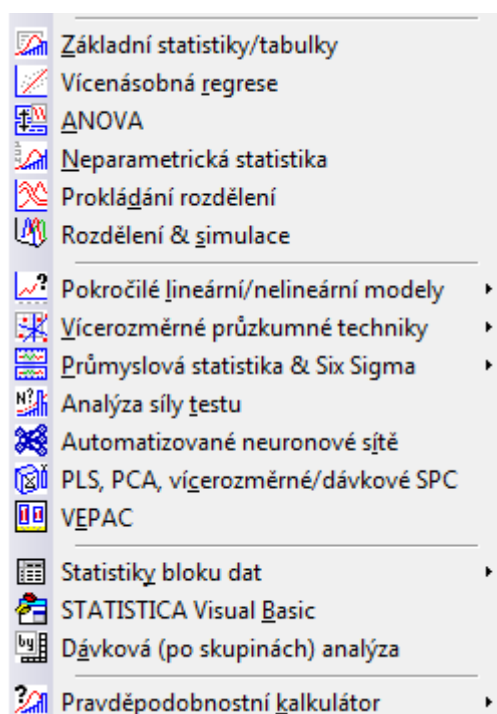 Základní statistiky/tabulky
Vícenásobná regrese
ANOVA
Neparametrická statistika
Prokládání rozdělení
Rozdělení & simulace
Pokročilé lineární/nelineární modely
Vícerozměrné průzkumné techniky
Průmyslová statistika & Six Sigma
Analýza síly testu
Automatizované neuronové sítě
PLS, PCA, vícerozměrné/dávkové SPC
VEPAC
Statistiky bloku dat
STATISTICA Visual Basic
Dávková (po skupinách) analýza
Pravděpodobnostní kalkulátor